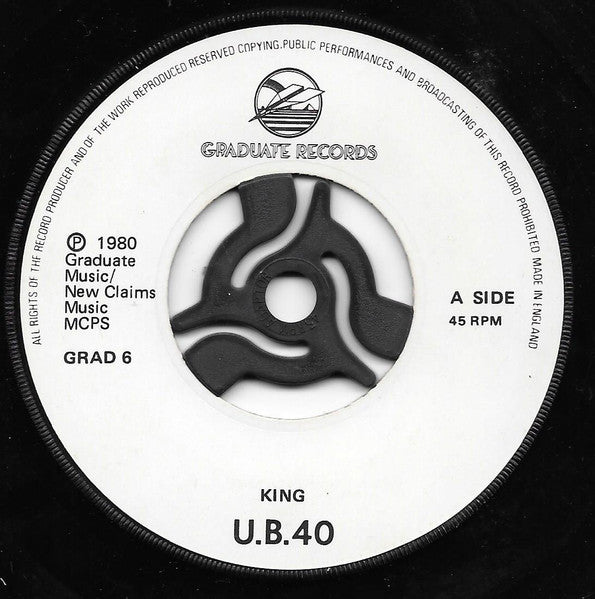 ALL RIGHTS OF THE RECORD PRODUCER AND OF THE WORK REPRODUCED RESERVED COPYING.PUBLIC PERFORMANCES AND BROADCASTING OF THIS RECORD PROHIBITED MADE IN ENGLAND
GRADUATE RECORDS
℗ 1980
Graduate
Music/
New Claims
Music
MCPS
GRAD 6
A SIDE
45 RPM
KING
U.B.40